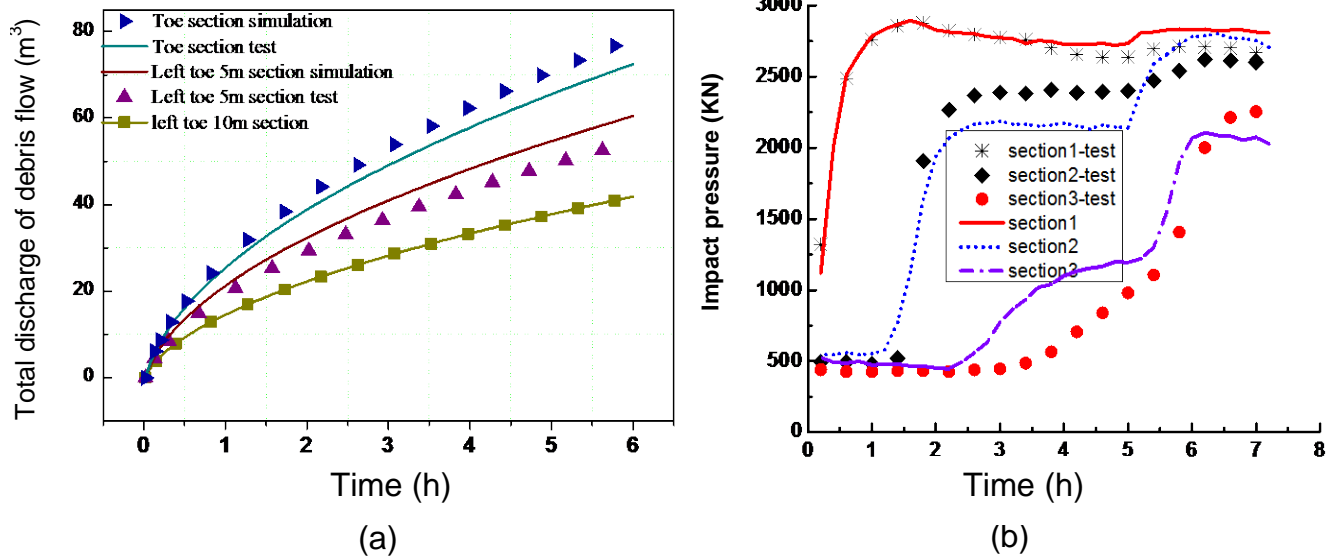 Total discharge of debris flow (m³)
80
60
40
20
0
Toe section simulation
Toe section test
Left toe 5m section simulation
Left toe 5m section test
left toe 10m section
0 1 2 3 4 5 6
Time (h)
(a)
Impact pressure (KN)
3000
2500
2000
1500
1000
500
0
section1-test
section2-test
section3-test
section1
section2
section3
0 1 2 3 4 5 6 7 8
Time (h)
(b)